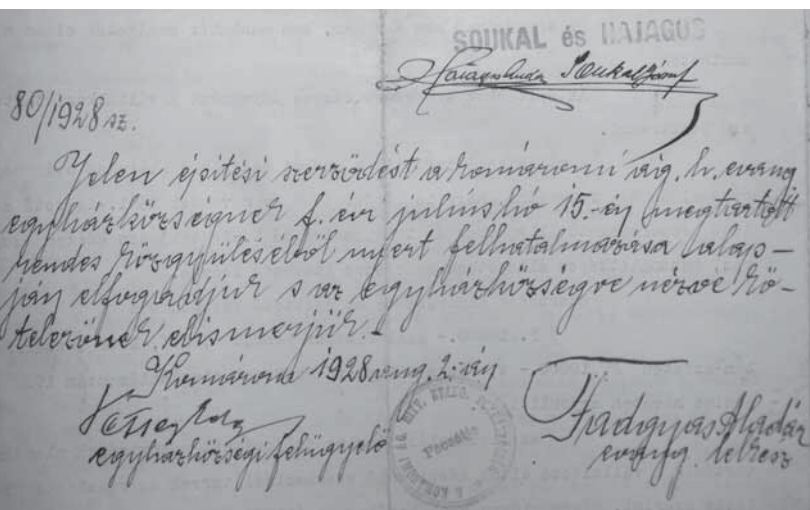 SOUKAL és HAJAGOS
Soukal József
80/1928 sz.
Jelen épitési szerződést a komáromi ág. h. evang
egyházközségnek f. évi július hó 15.-én megtartott
rendes közgyüléséből nyert felhatalmazása alap-
ján elfogadjuk s az egyházközségre nézve kö-
telezőnek elismerjük.-
Komárom 1928 aug. 2.-án
egyházközségi felügyelő
Fadgyas Aladár
evang. lelkész